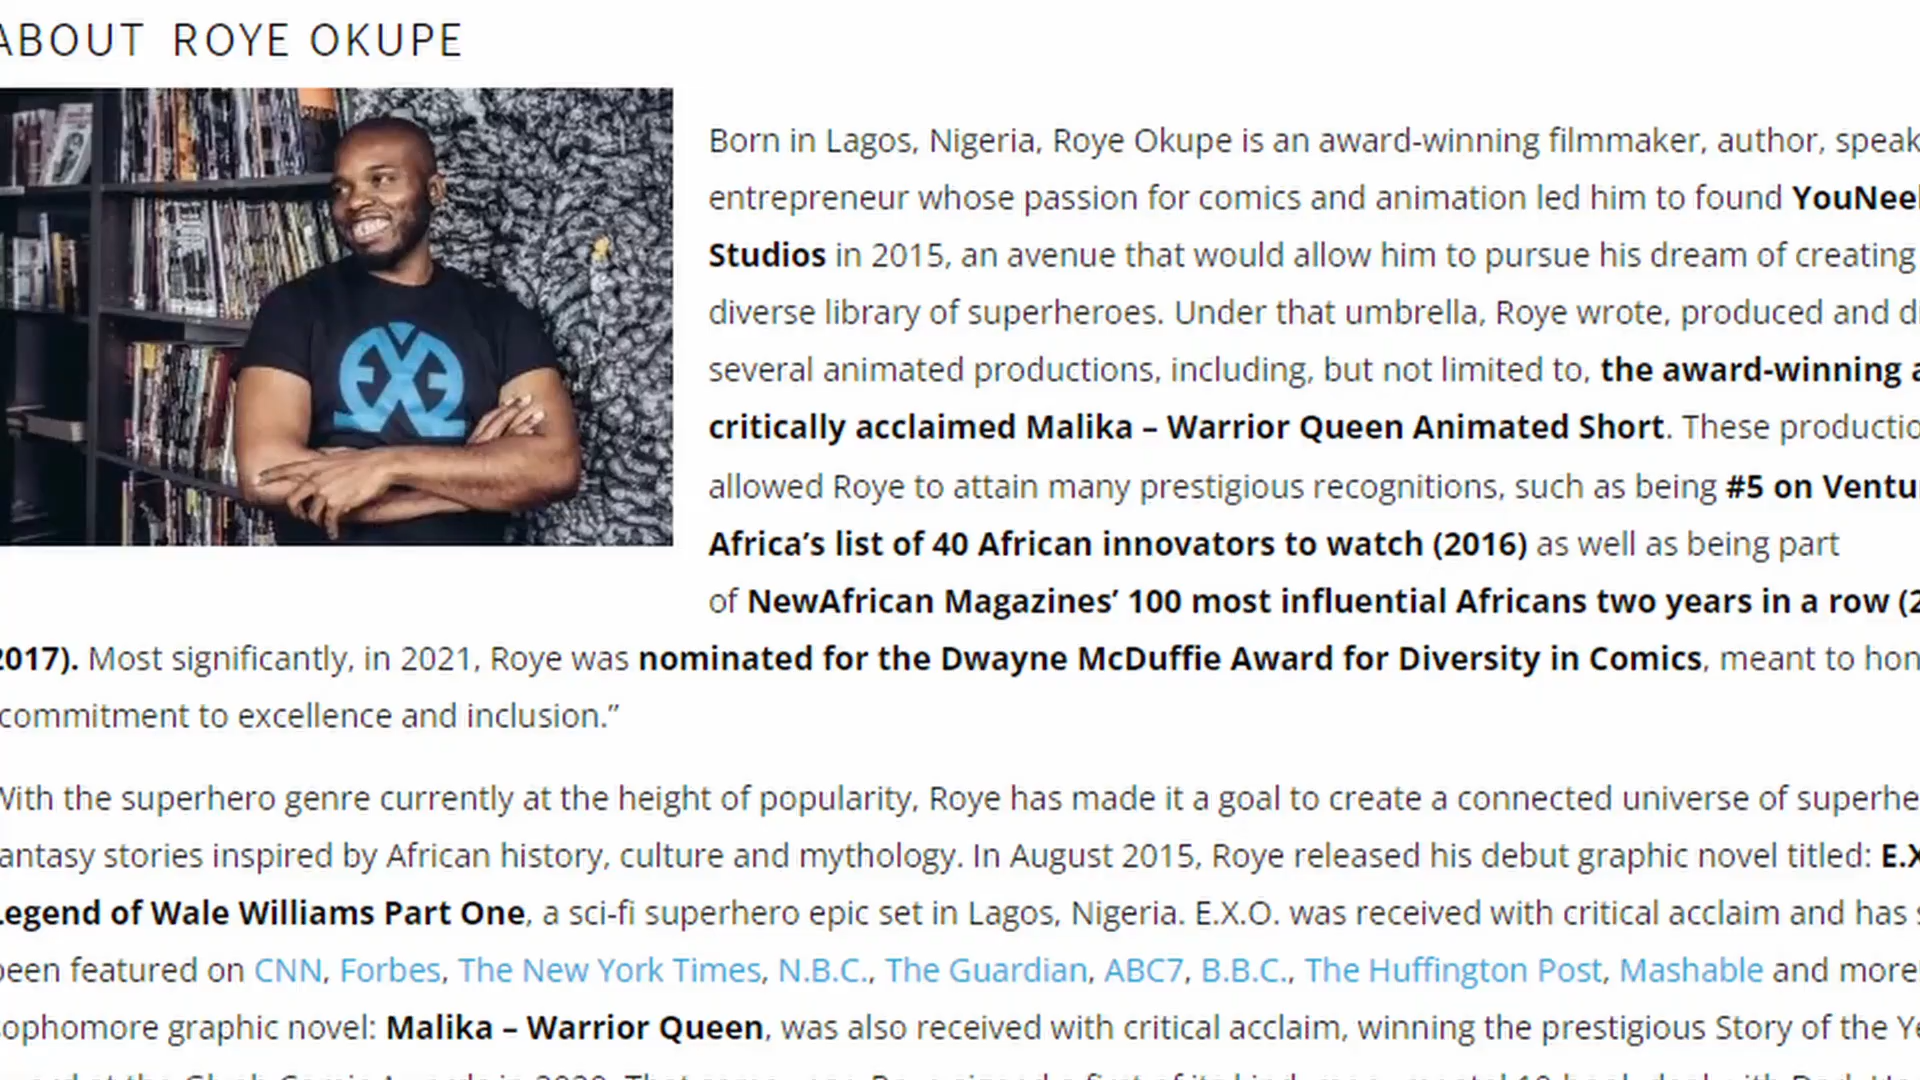 ABOUT ROYE OKUPE
EXE
Born in Lagos, Nigeria, Roye Okupe is an award-winning filmmaker, author, speak
entrepreneur whose passion for comics and animation led him to found YouNeek
Studios in 2015, an avenue that would allow him to pursue his dream of creating
diverse library of superheroes. Under that umbrella, Roye wrote, produced and di
several animated productions, including, but not limited to, the award-winning a
critically acclaimed Malika – Warrior Queen Animated Short. These productio
allowed Roye to attain many prestigious recognitions, such as being #5 on Ventu
Africa’s list of 40 African innovators to watch (2016) as well as being part
of NewAfrican Magazines’ 100 most influential Africans two years in a row (2
2017). Most significantly, in 2021, Roye was nominated for the Dwayne McDuffie Award for Diversity in Comics, meant to hon
commitment to excellence and inclusion.”
With the superhero genre currently at the height of popularity, Roye has made it a goal to create a connected universe of superhe
antasy stories inspired by African history, culture and mythology. In August 2015, Roye released his debut graphic novel titled: E.X
Legend of Wale Williams Part One, a sci-fi superhero epic set in Lagos, Nigeria. E.X.O. was received with critical acclaim and has s
been featured on CNN, Forbes, The New York Times, N.B.C., The Guardian, ABC7, B.B.C., The Huffington Post, Mashable and more
sophomore graphic novel: Malika – Warrior Queen, was also received with critical acclaim, winning the prestigious Story of the Ye